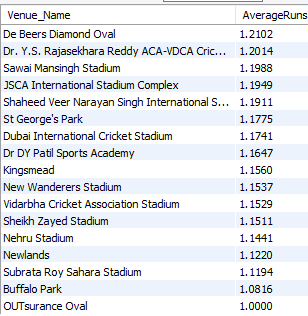 Venue_Name AverageRuns
De Beers Diamond Oval 1.2102
Dr. Y.S. Rajasekhara Reddy ACA-VDCA Cric... 1.2014
Sawai Mansingh Stadium 1.1988
JSCA International Stadium Complex 1.1949
Shaheed Veer Narayan Singh International S... 1.1911
St George's Park 1.1775
Dubai International Cricket Stadium 1.1741
Dr DY Patil Sports Academy 1.1647
Kingsmead 1.1560
New Wanderers Stadium 1.1537
Vidarbha Cricket Association Stadium 1.1529
Sheikh Zayed Stadium 1.1511
Nehru Stadium 1.1441
Newlands 1.1220
Subrata Roy Sahara Stadium 1.1194
Buffalo Park 1.0816
OUTsurance Oval 1.0000